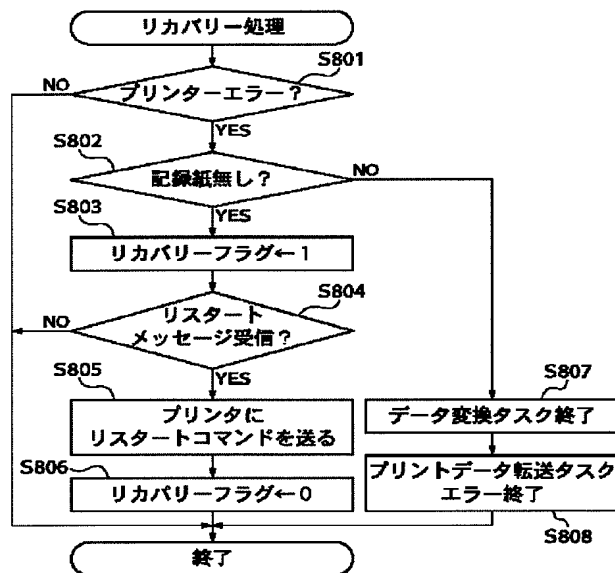 リカバリー処理
S801
NO
プリンターエラー？
YES
S802
記録紙無し？
NO
YES
S803
リカバリーフラグ←1
S804
リスタート
NO
メッセージ受信？
YES
S805
プリンタに
リスタートコマンドを送る
S807
データ変換タスク終了
S806
リカバリーフラグ←0
プリントデータ転送タスク
エラー終了
S808
終了